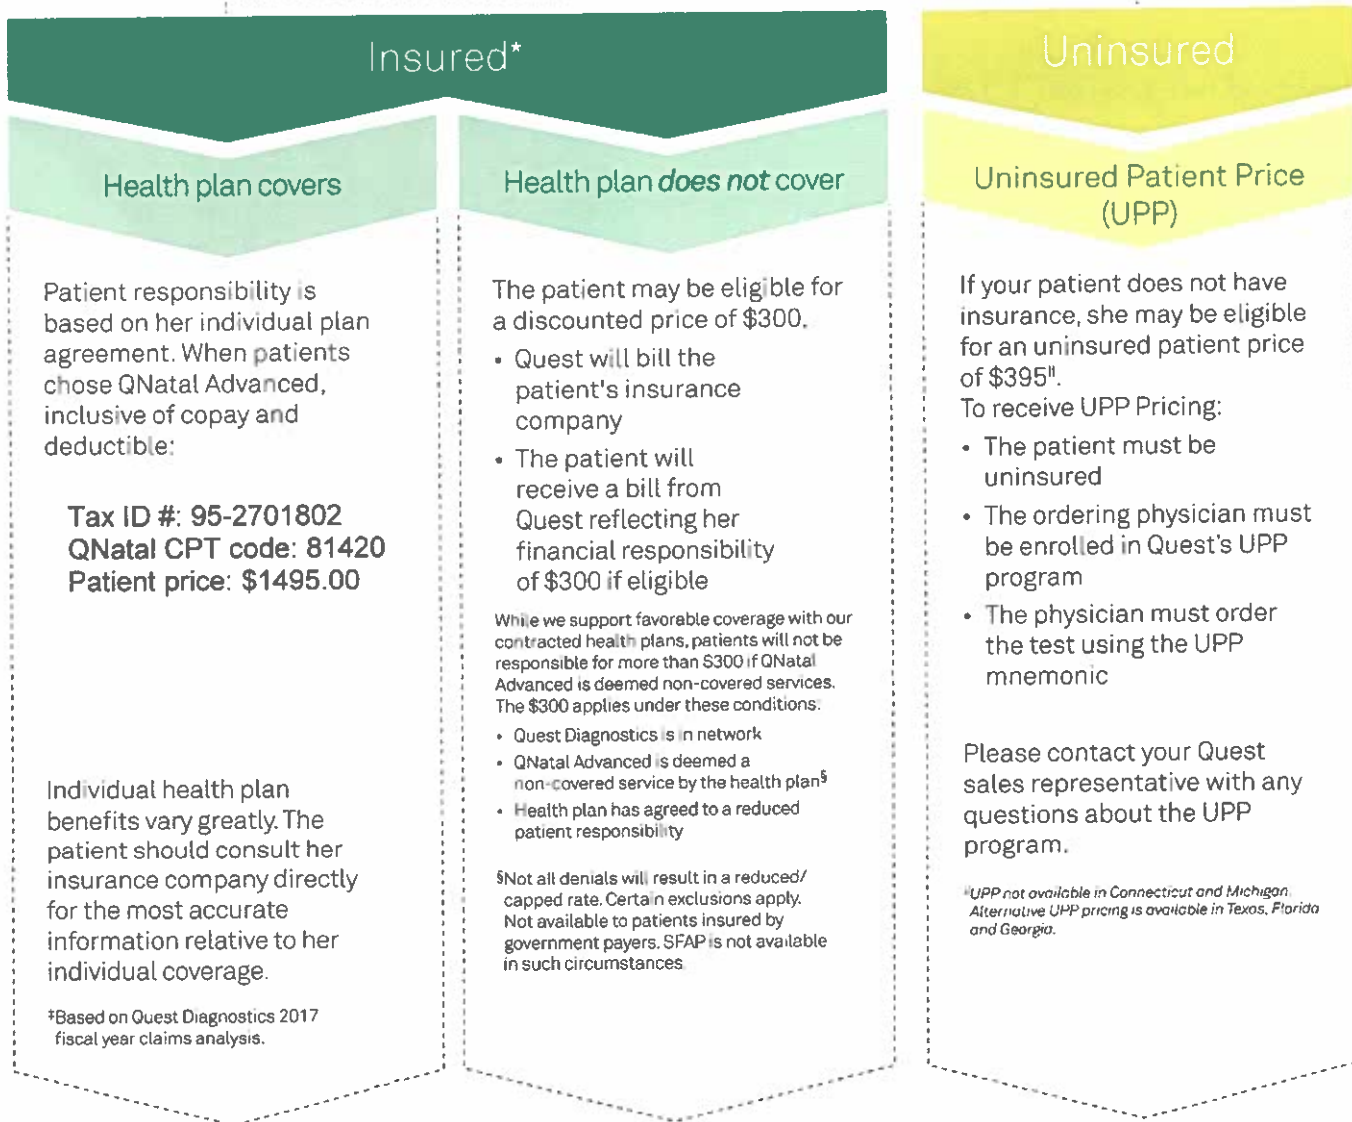 Insured*
Health plan covers
Patient responsibility is
based on her individual plan
agreement. When patients
chose QNatal Advanced,
inclusive of copay and
deductible:
Tax ID #: 95-2701802
QNatal CPT code: 81420
Patient price: $1495.00
Individual health plan
benefits vary greatly. The
patient should consult her
insurance company directly
for the most accurate
information relative to her
individual coverage.
‡Based on Quest Diagnostics 2017
fiscal year claims analysis.
Health plan does not cover
The patient may be eligible for
a discounted price of $300.
• Quest will bill the
patient's insurance
company
• The patient will
receive a bill from
Quest reflecting her
financial responsibility
of $300 if eligible
While we support favorable coverage with our
contracted health plans, patients will not be
responsible for more than $300 if QNatal
Advanced is deemed non-covered services.
The $300 applies under these conditions:
• Quest Diagnostics is in network
• QNatal Advanced is deemed a
non-covered service by the health plan§
• Health plan has agreed to a reduced
patient responsibility
§Not all denials will result in a reduced/
capped rate. Certain exclusions apply.
Not available to patients insured by
government payers. SFAP is not available
in such circumstances
Uninsured
Uninsured Patient Price
(UPP)
If your patient does not have
insurance, she may be eligible
for an uninsured patient price
of $395‖.
To receive UPP Pricing:
• The patient must be
uninsured
• The ordering physician must
be enrolled in Quest's UPP
program
• The physician must order
the test using the UPP
mnemonic
Please contact your Quest
sales representative with any
questions about the UPP
program.
‖UPP not available in Connecticut and Michigan.
Alternative UPP pricing is available in Texas, Florida
and Georgia.